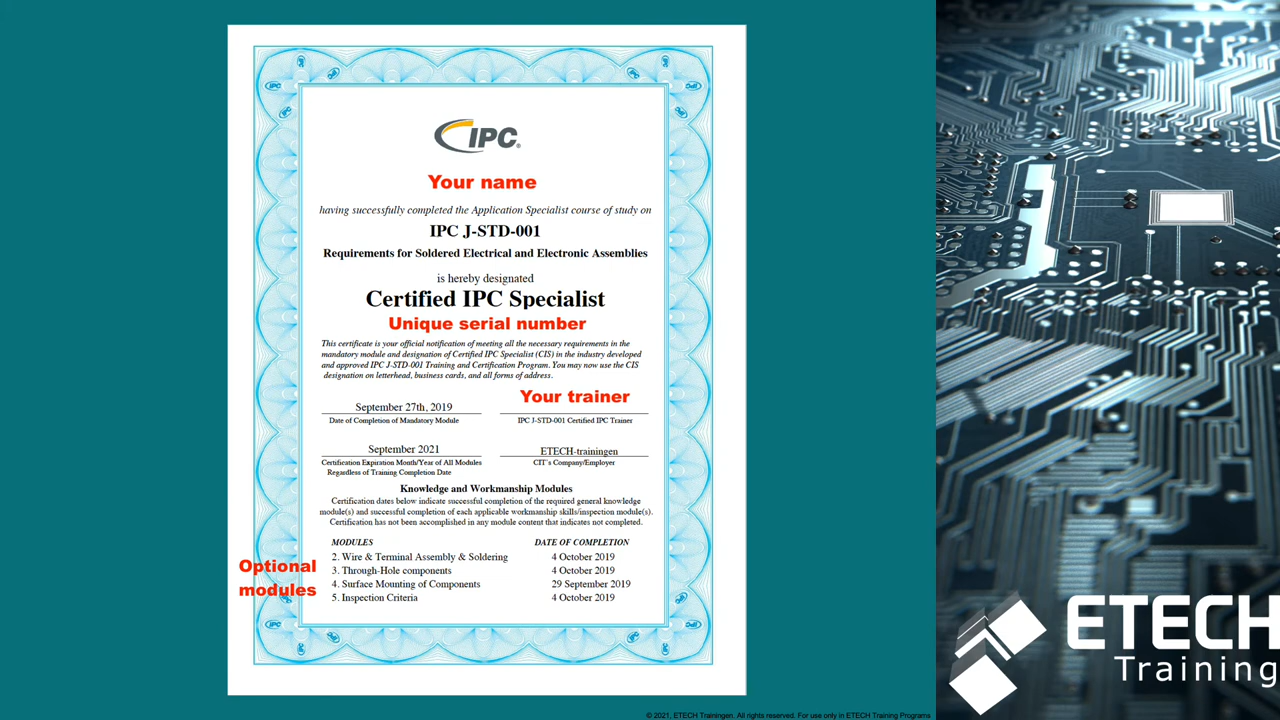 IPC
IPC
IPC
Your name
having successfully completed the Application Specialist course of study on
IPC J-STD-001
Requirements for Soldered Electrical and Electronic Assemblies
is hereby designated
Certified IPC Specialist
Unique serial number
This certificate is your official notification of meeting all the necessary requirements in the
mandatory module and designation of Certified IPC Specialist (CIS) in the industry developed
and approved IPC J-STD-001 Training and Certification Program. You may now use the CIS
designation on letterhead, business cards, and all forms of address.
Your trainer
September 27th, 2019
Date of Completion of Mandatory Module
IPC J-STD-001 Certified IPC Trainer
September 2021
ETECH-trainingen
Certification Expiration Month/Year of All Modules
CIT`s Company/Employer
Regardless of Training Completion Date
Knowledge and Workmanship Modules
Certification dates below indicate successful completion of the required general knowledge
module(s) and successful completion of each applicable workmanship skills/inspection module(s).
Certification has not been accomplished in any module content that indicates not completed.
MODULES DATE OF COMPLETION
2. Wire & Terminal Assembly & Soldering 4 October 2019
3. Through-Hole components 4 October 2019
4. Surface Mounting of Components 29 September 2019
5. Inspection Criteria 4 October 2019
Optional
modules
IPC
IPC
ETECH
Training
© 2021, ETECH Trainingen. All rights reserved. For use only in ETECH Training Programs